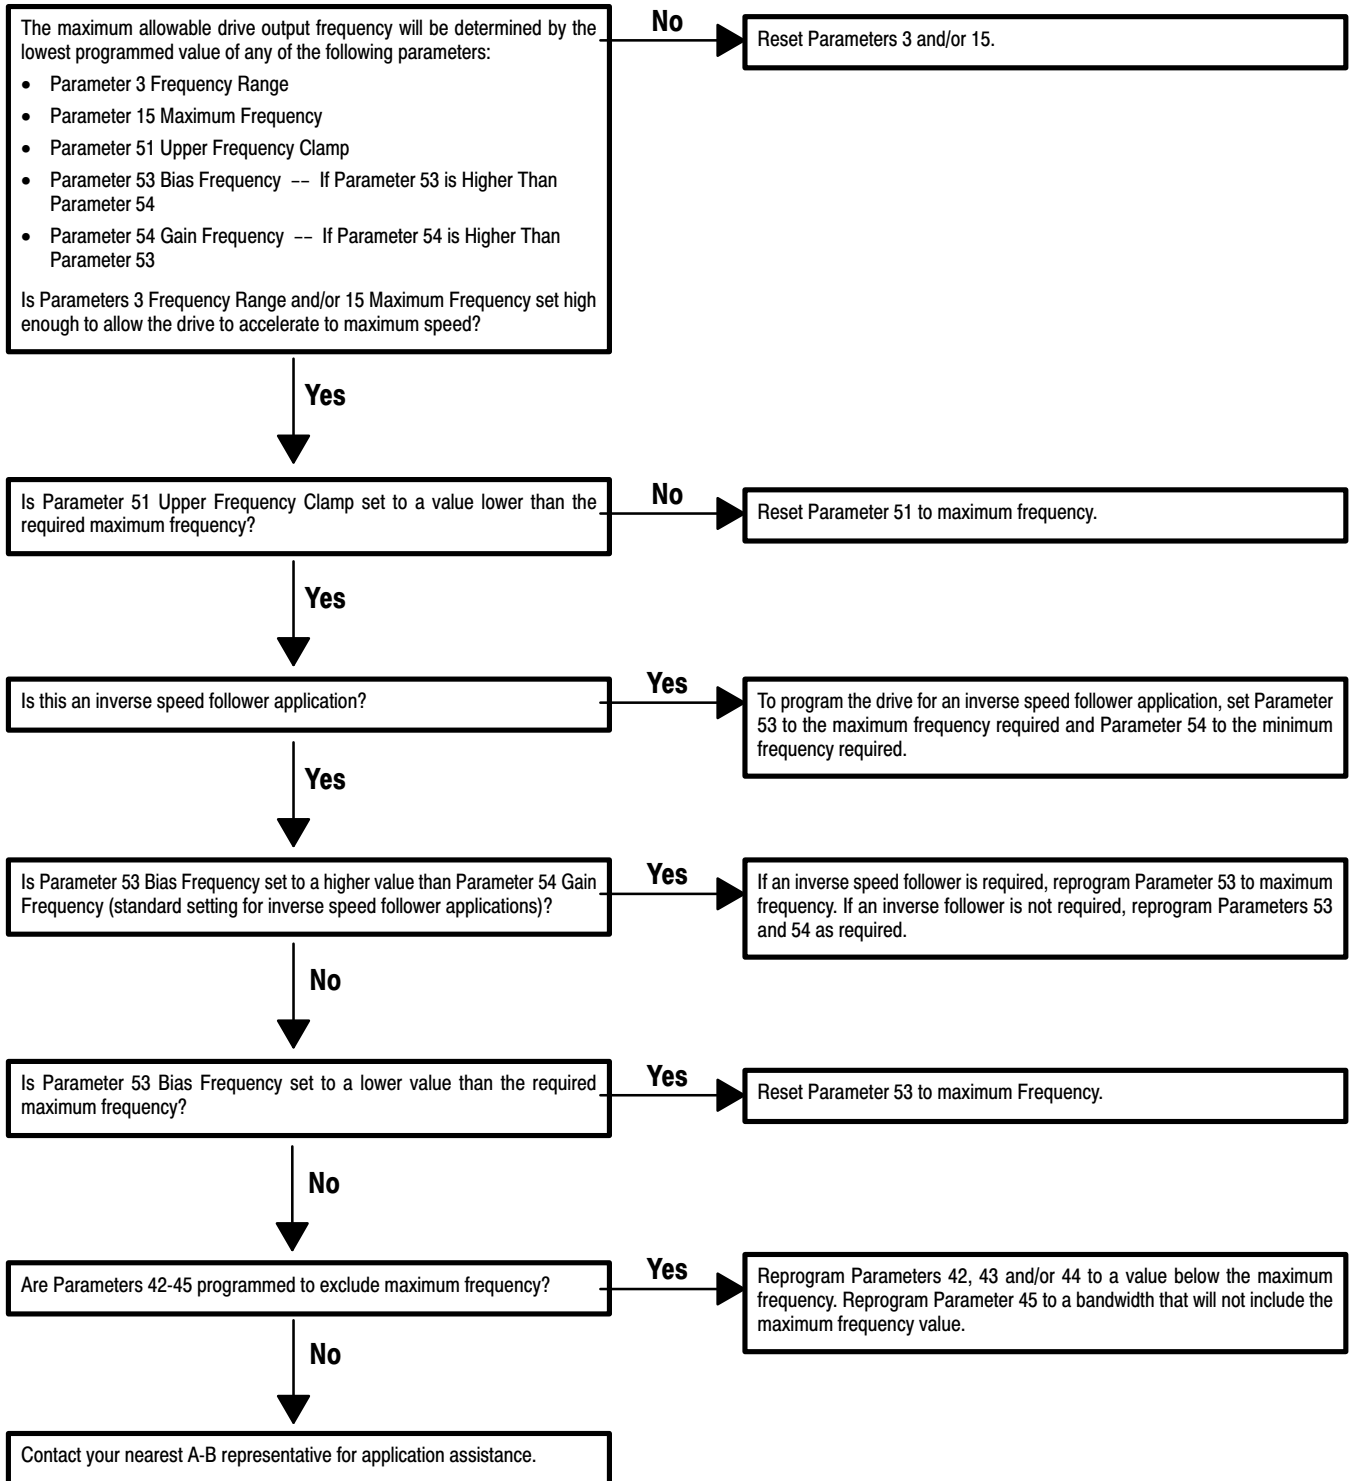 The maximum allowable drive output frequency will be determined by the
lowest programmed value of any of the following parameters:
• Parameter 3 Frequency Range
• Parameter 15 Maximum Frequency
• Parameter 51 Upper Frequency Clamp
• Parameter 53 Bias Frequency –– If Parameter 53 is Higher Than
Parameter 54
• Parameter 54 Gain Frequency –– If Parameter 54 is Higher Than
Parameter 53
Is Parameters 3 Frequency Range and/or 15 Maximum Frequency set high
enough to allow the drive to accelerate to maximum speed?
No
Reset Parameters 3 and/or 15.
Yes
Is Parameter 51 Upper Frequency Clamp set to a value lower than the
required maximum frequency?
No
Reset Parameter 51 to maximum frequency.
Yes
Is this an inverse speed follower application?
Yes
To program the drive for an inverse speed follower application, set Parameter
53 to the maximum frequency required and Parameter 54 to the minimum
frequency required.
Yes
Is Parameter 53 Bias Frequency set to a higher value than Parameter 54 Gain
Frequency (standard setting for inverse speed follower applications)?
Yes
If an inverse speed follower is required, reprogram Parameter 53 to maximum
frequency. If an inverse follower is not required, reprogram Parameters 53
and 54 as required.
No
Is Parameter 53 Bias Frequency set to a lower value than the required
maximum frequency?
Yes
Reset Parameter 53 to maximum Frequency.
No
Are Parameters 42-45 programmed to exclude maximum frequency?
Yes
Reprogram Parameters 42, 43 and/or 44 to a value below the maximum
frequency. Reprogram Parameter 45 to a bandwidth that will not include the
maximum frequency value.
No
Contact your nearest A-B representative for application assistance.